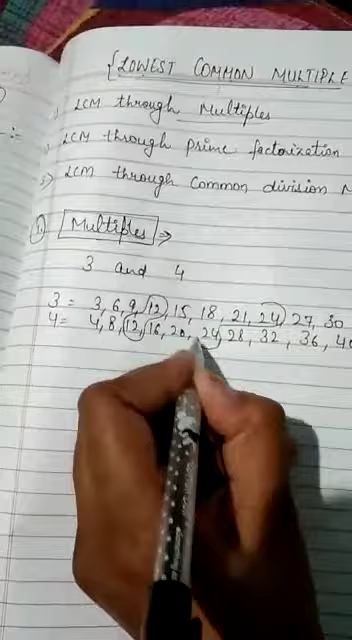 {LOWEST COMMON MULTIPLE
LCM through Multiples
LCM through prime factorization
3) LCM through Common division
1. Multiples ⇒
3 and 4
3 = 3, 6, 9, 12, 15, 18, 21, 24, 27, 30
4 = 4, 8, 12, 16, 20, 24, 28, 32, 36, 40